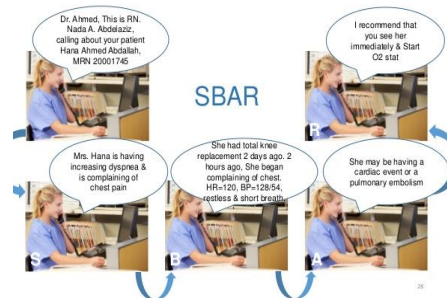 Dr. Ahmed, This is RN.
Nada A. Abdelaziz,
calling about your patient
Hana Ahmed Abdallah,
MRN 20001745
I recommend that
you see her
immediately & Start
O2 stat
SBAR
R
Mrs. Hana is having
increasing dyspnea &
is complaining of
chest pain
S
She had total knee
replacement 2 days ago. 2
hours ago, She began
complaining of chest.
HR=120, BP=128/54,
restless & short breath,
B
She may be having a
cardiac event or a
pulmonary embolism
A
26